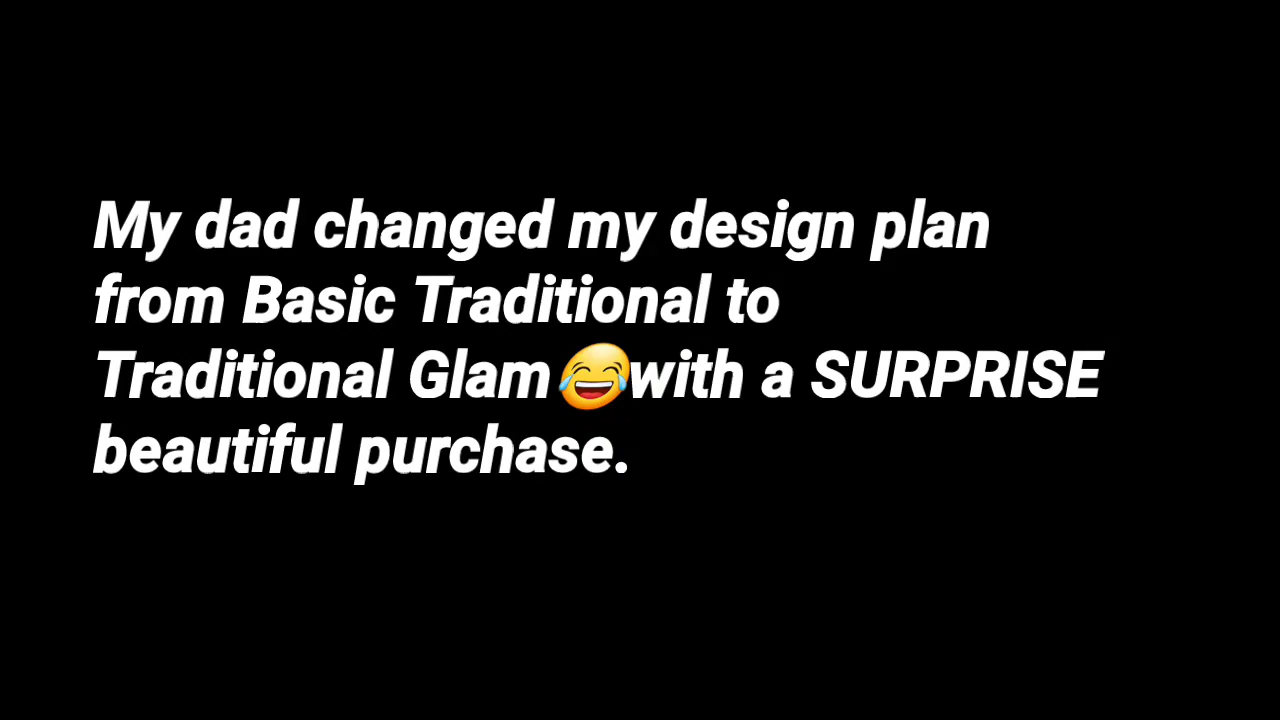 My dad changed my design plan
from Basic Traditional to
Traditional Glam😂with a SURPRISE
beautiful purchase.